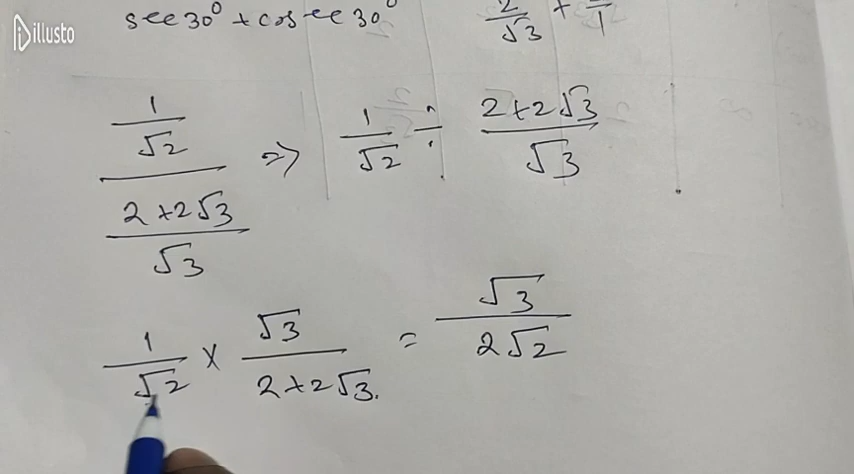 illusto
sec 30° + cosec 30° 2/√3 + /1
1/√2 / (2+2√3)/√3 => 1/√2 ÷ (2+2√3)/√3
1/√2 × √3/(2+2√3) = √3/(2√2)